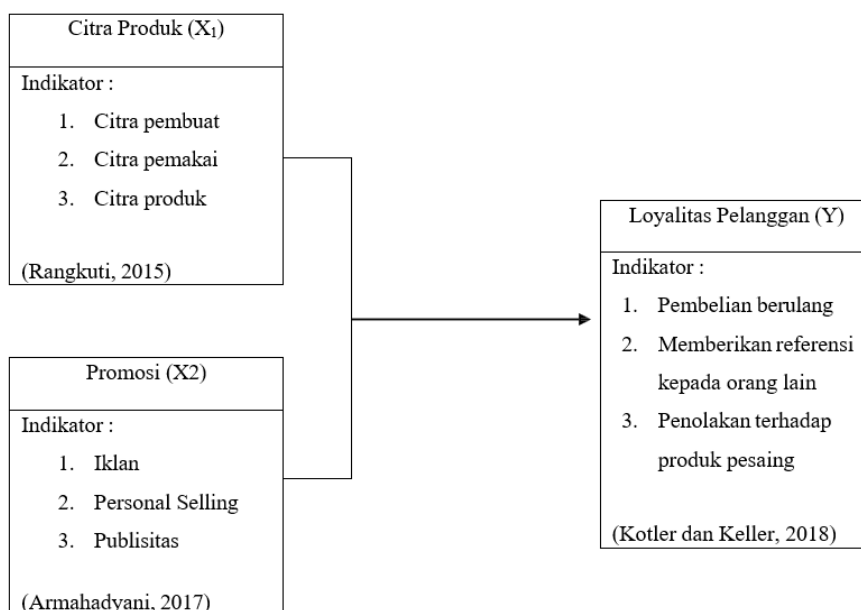 Citra Produk (X₁)
Indikator :
1. Citra pembuat
2. Citra pemakai
3. Citra produk
(Rangkuti, 2015)
Promosi (X2)
Indikator :
1. Iklan
2. Personal Selling
3. Publisitas
(Armahadyani, 2017)
Loyalitas Pelanggan (Y)
Indikator :
1. Pembelian berulang
2. Memberikan referensi
kepada orang lain
3. Penolakan terhadap
produk pesaing
(Kotler dan Keller, 2018)